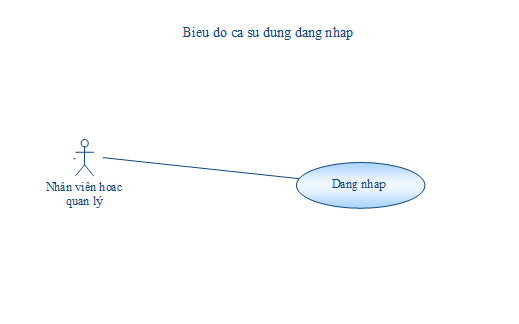 Bieu do ca su dung dang nhap
Nhân viên hoac
quan lý
Dang nhap